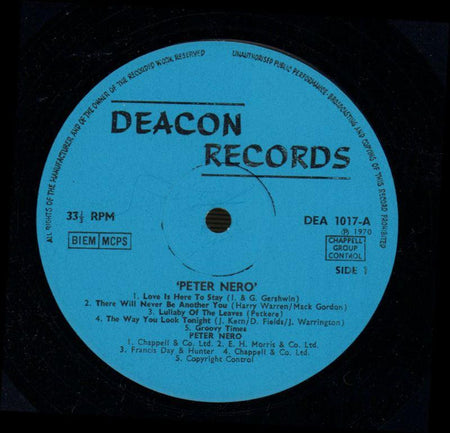 ALL RIGHTS OF THE MANUFACTURER, AND OF THE OWNER OF THE RECORDED WORK RESERVED
UNAUTHORISED PUBLIC PERFORMANCE, BROADCASTING AND COPYING OF THIS RECORD PROHIBITED
DEACON
RECORDS
33⅓ RPM
DEA 1017-A
℗ 1970
BIEM MCPS
CHAPPELL
GROUP
CONTROL
SIDE 1
'PETER NERO'
1. Love Is Here To Stay (I. & G. Gershwin)
2. There Will Never Be Another You (Harry Warren/Mack Gordon)
3. Lullaby Of The Leaves (Petkere)
4. The Way You Look Tonight (J. Kern/D. Fields/J. Warrington)
5. Groovy Times
PETER NERO
1. Chappell & Co. Ltd. 2. E. H. Morris & Co. Ltd.
3. Francis Day & Hunter 4. Chappell & Co. Ltd.
5. Copyright Control